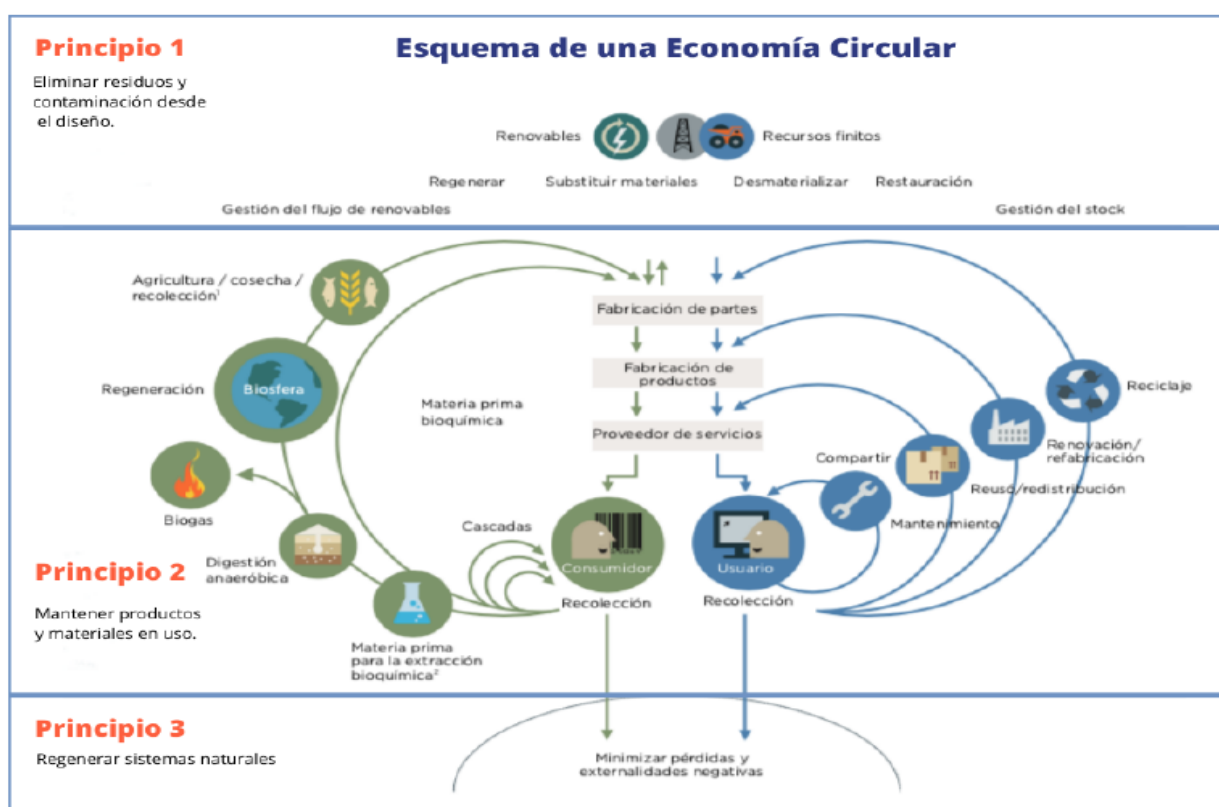 Principio 1
Esquema de una Economía Circular
Eliminar residuos y
contaminación desde
el diseño.
Renovables
Recursos finitos
Regenerar
Substituir materiales
Desmaterializar
Restauración
Gestión del flujo de renovables
Gestión del stock
Agricultura / cosecha /
recolección¹
Fabricación de partes
Regeneración
Biosfera
Fabricación de
productos
Reciclaje
Materia prima
bioquímica
Proveedor de servicios
Renovación/
refabricación
Compartir
Reuso/redistribución
Biogas
Mantenimiento
Cascadas
Digestión
anaeróbica
Consumidor
Usuario
Principio 2
Recolección
Recolección
Mantener productos
y materiales en uso.
Materia prima
para la extracción
bioquímica²
Principio 3
Regenerar sistemas naturales
Minimizar pérdidas y
externalidades negativas